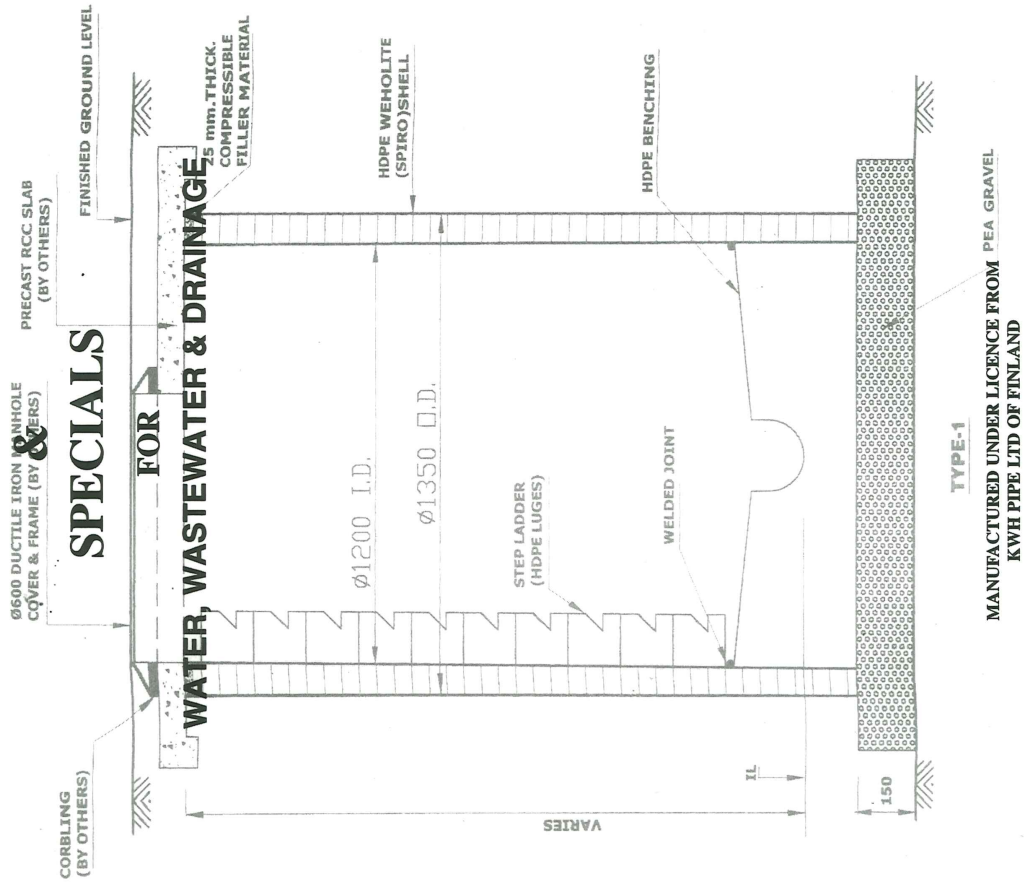 Ø600 DUCTILE IRON MANHOLE
COVER & FRAME (BY OTHERS)
PRECAST RCC SLAB
(BY OTHERS)
FINISHED GROUND LEVEL
&
SPECIALS
FOR
WATER, WASTEWATER & DRAINAGE
CORBLING
(BY OTHERS)
25 mm.THICK.
COMPRESSIBLE
FILLER MATERIAL
Ø1200 I.D.
Ø1350 O.D.
HDPE WEHOLITE
(SPIRO)SHELL
STEP LADDER
(HDPE LUGES)
WELDED JOINT
HDPE BENCHING
VARIES
IL
150
PEA GRAVEL
TYPE-1
MANUFACTURED UNDER LICENCE FROM
KWH PIPE LTD OF FINLAND